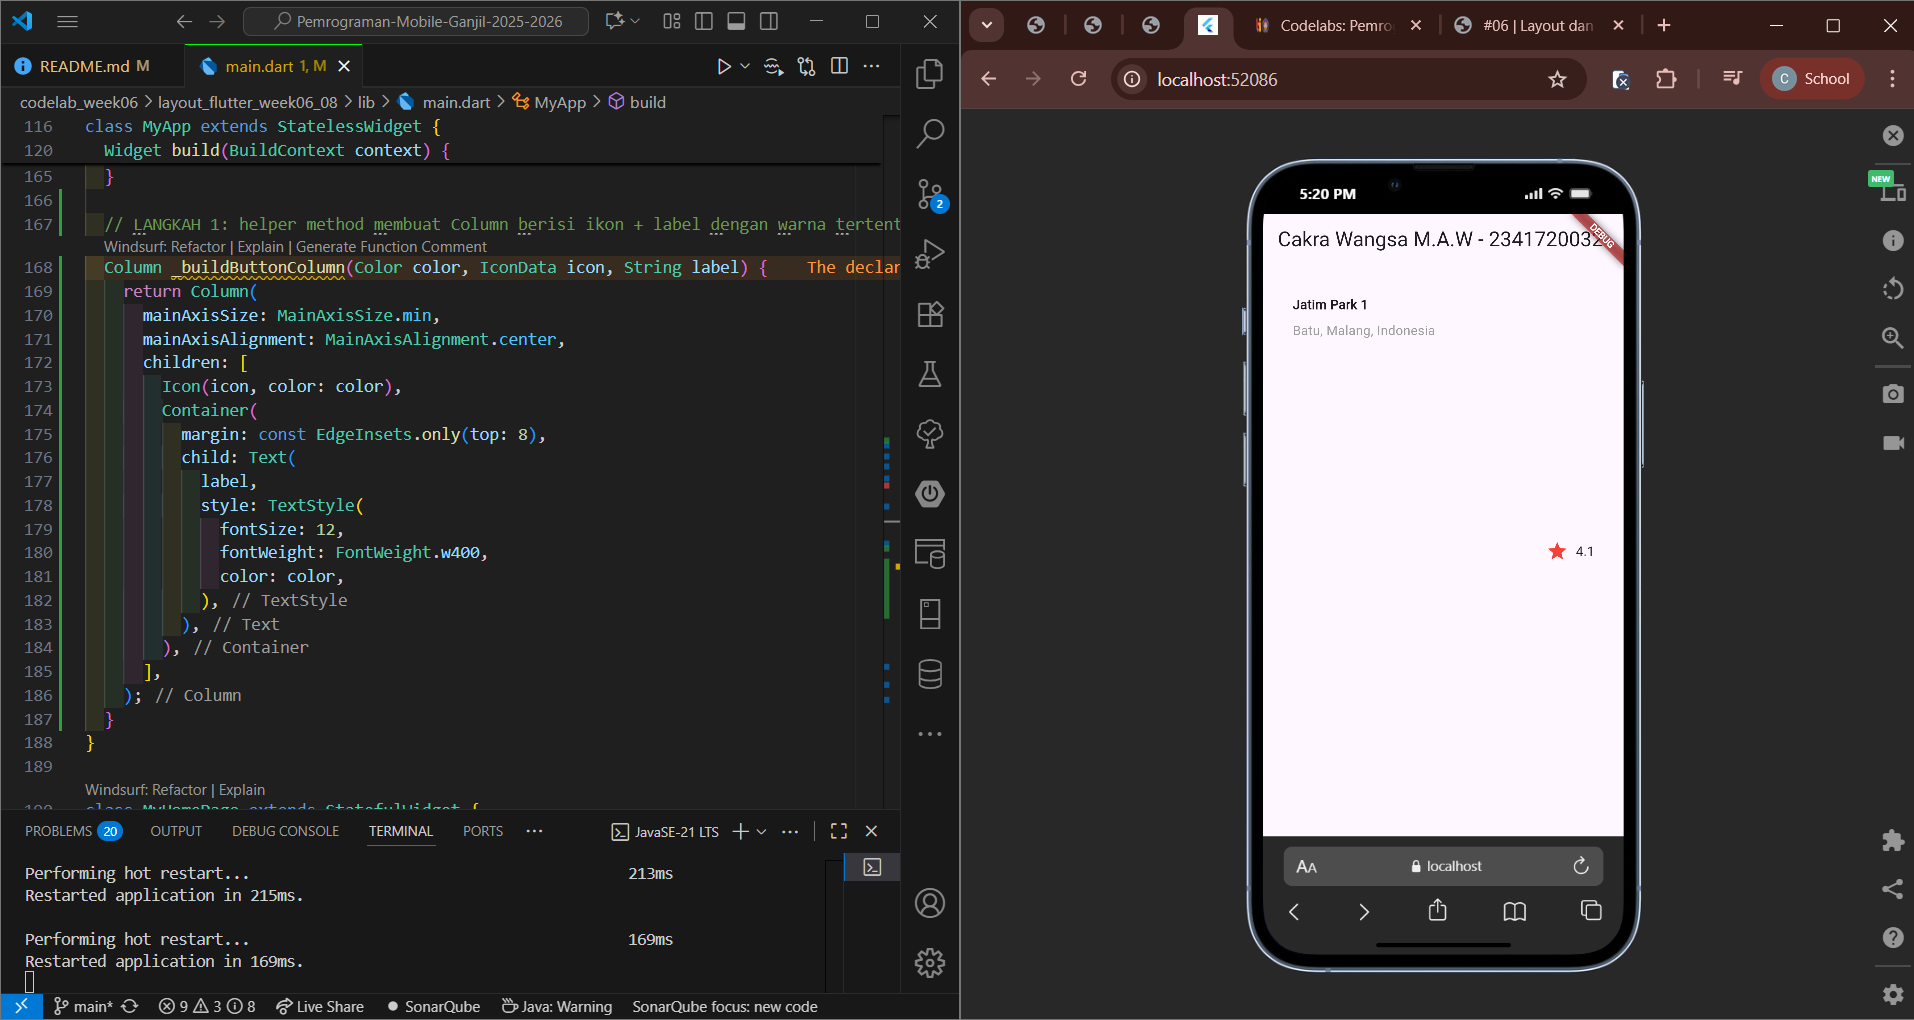 Pemrograman-Mobile-Ganjil-2025-2026
README.md M
main.dart 1, M
codelab_week06 > layout_flutter_week06_08 > lib > main.dart > MyApp > build
116 class MyApp extends StatelessWidget {
120 Widget build(BuildContext context) {
165 }
166
167 // LANGKAH 1: helper method membuat Column berisi ikon + label dengan warna tertent
Windsurf: Refactor | Explain | Generate Function Comment
168 Column _buildButtonColumn(Color color, IconData icon, String label) { The declar
169 return Column(
170 mainAxisSize: MainAxisSize.min,
171 mainAxisAlignment: MainAxisAlignment.center,
172 children: [
173 Icon(icon, color: color),
174 Container(
175 margin: const EdgeInsets.only(top: 8),
176 child: Text(
177 label,
178 style: TextStyle(
179 fontSize: 12,
180 fontWeight: FontWeight.w400,
181 color: color,
182 ), // TextStyle
183 ), // Text
184 ), // Container
185 ],
186 ); // Column
187 }
188 }
189
Windsurf: Refactor | Explain
190 class MyHomePage extends StatefulWidget {
2
PROBLEMS 20 OUTPUT DEBUG CONSOLE TERMINAL PORTS JavaSE-21 LTS
Performing hot restart... 213ms
Restarted application in 215ms.
Performing hot restart... 169ms
Restarted application in 169ms.
main* 9 3 8 Live Share SonarQube Java: Warning SonarQube focus: new code
Codelabs: Pemro
#06 | Layout dan
localhost:52086
School
C
NEW
5:20 PM
DEBUG
Cakra Wangsa M.A.W - 2341720032
Jatim Park 1
Batu, Malang, Indonesia
4.1
AA localhost